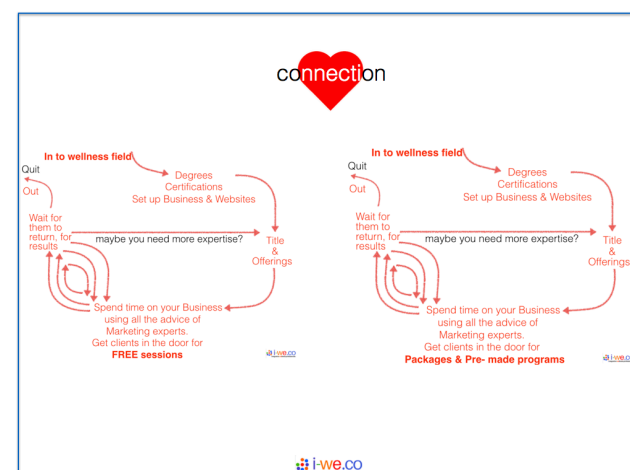 connection
In to wellness field
Quit
Out
Degrees
Certifications
Set up Business & Websites
Wait for
them to
return, for
results
maybe you need more expertise?
Title
&
Offerings
Spend time on your Business
using all the advice of
Marketing experts.
Get clients in the door for
FREE sessions
i-we.co
In to wellness field
Quit
Out
Degrees
Certifications
Set up Business & Websites
Wait for
them to
return, for
results
maybe you need more expertise?
Title
&
Offerings
Spend time on your Business
using all the advice of
Marketing experts.
Get clients in the door for
Packages & Pre- made programs
i-we.co
i-we.co